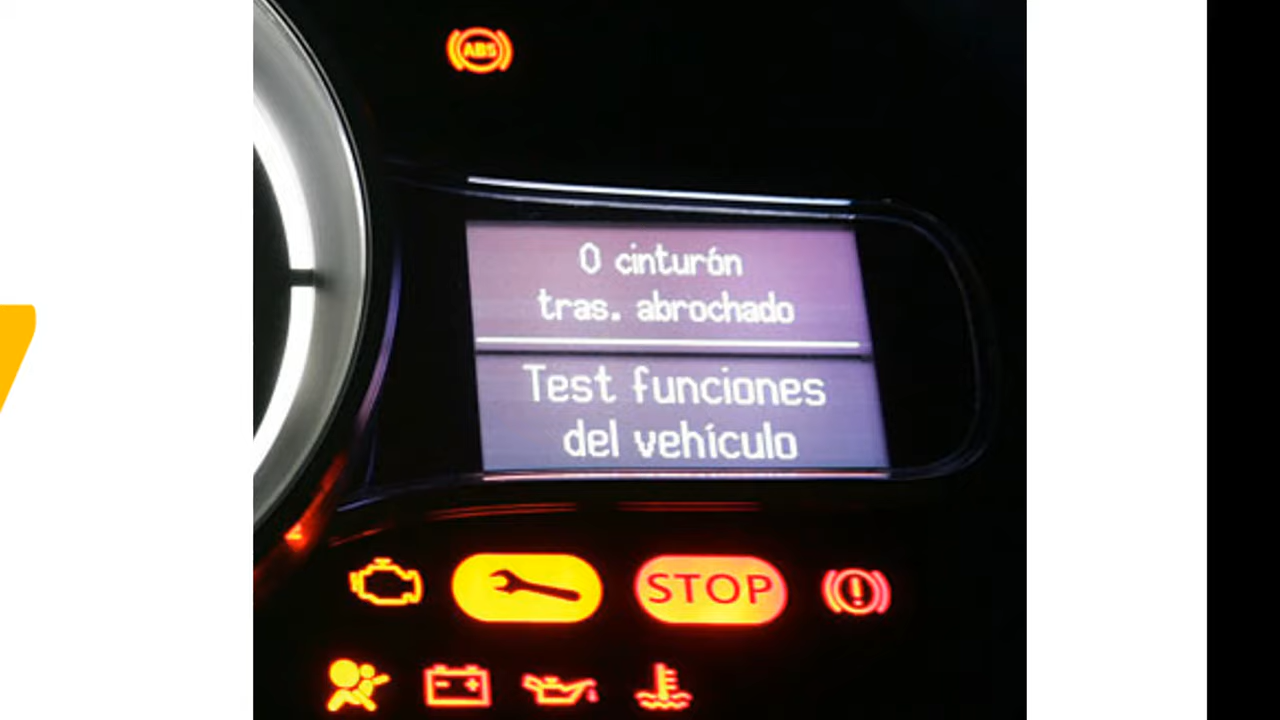 ABS
0 cinturón
tras. abrochado
Test funciones
del vehículo
STOP